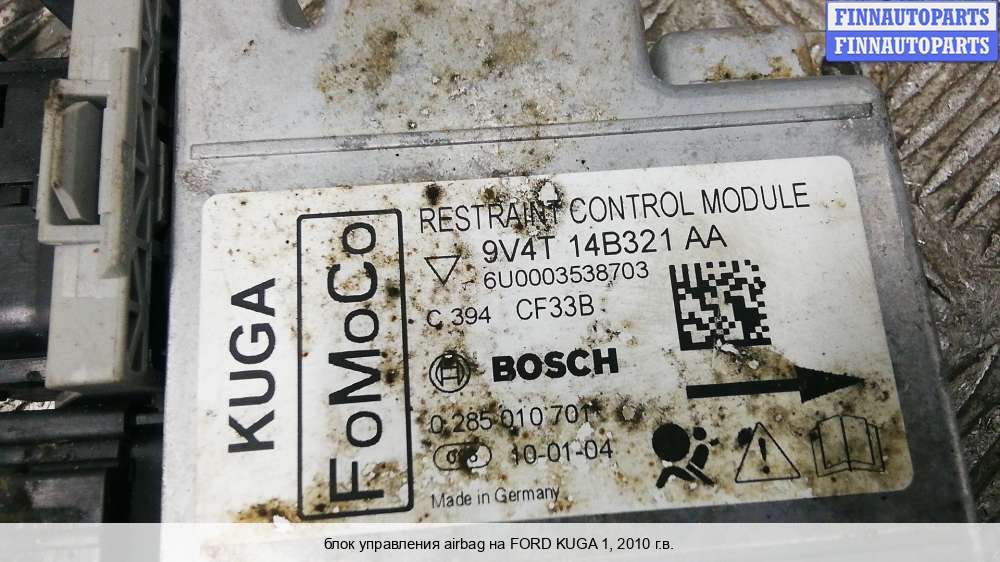 FINNAUTOPARTS
FINNAUTOPARTS
RESTRAINT CONTROL MODULE
9V4T 14B321 AA
6U0003538703
C 394 CF33B
BOSCH
0 285 010 701
10-01-04
Made in Germany
KUGA
FoMoCo
блок управления airbag на FORD KUGA 1, 2010 г.в.